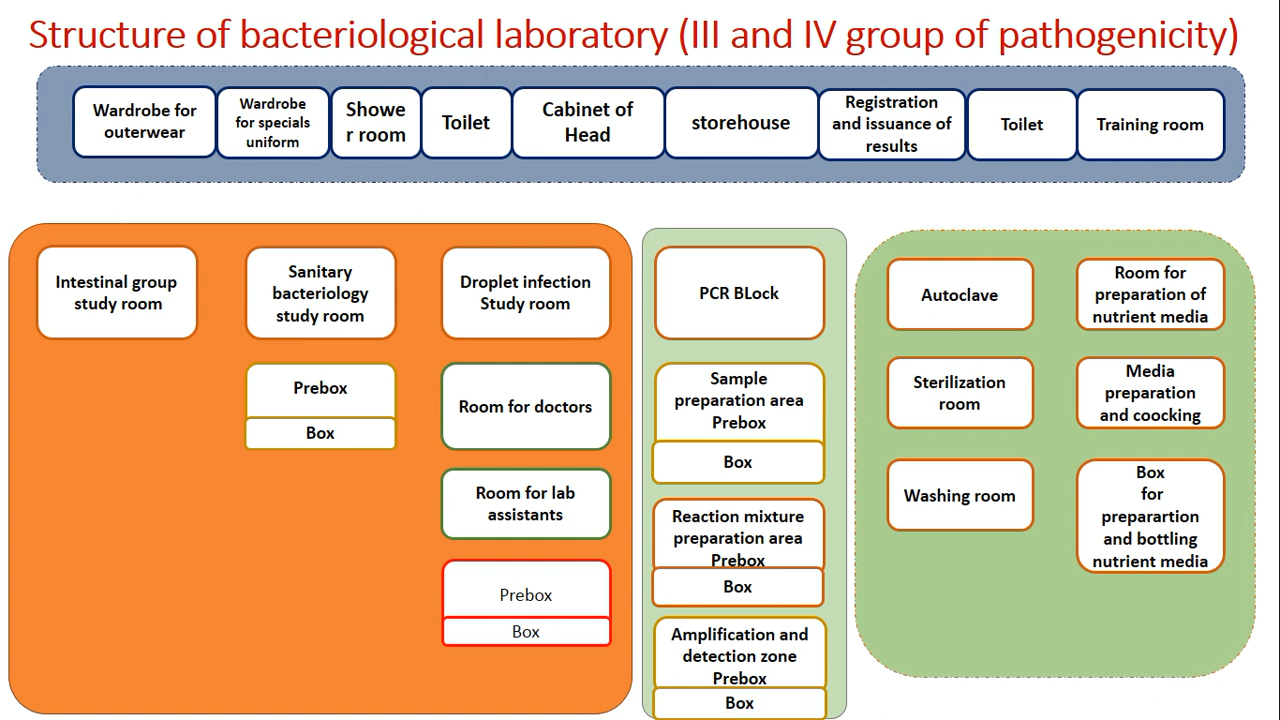 Structure of bacteriological laboratory (III and IV group of pathogenicity)
Wardrobe for
outerwear
Wardrobe
for specials
uniform
Showe
r room
Toilet
Cabinet of
Head
storehouse
Registration
and issuance of
results
Toilet
Training room
Intestinal group
study room
Sanitary
bacteriology
study room
Prebox
Box
Droplet infection
Study room
Room for doctors
Room for lab
assistants
Prebox
Box
PCR BLock
Sample
preparation area
Prebox
Box
Reaction mixture
preparation area
Prebox
Box
Amplification and
detection zone
Prebox
Box
Autoclave
Sterilization
room
Washing room
Room for
preparation of
nutrient media
Media
preparation
and coocking
Box
for
preparartion
and bottling
nutrient media